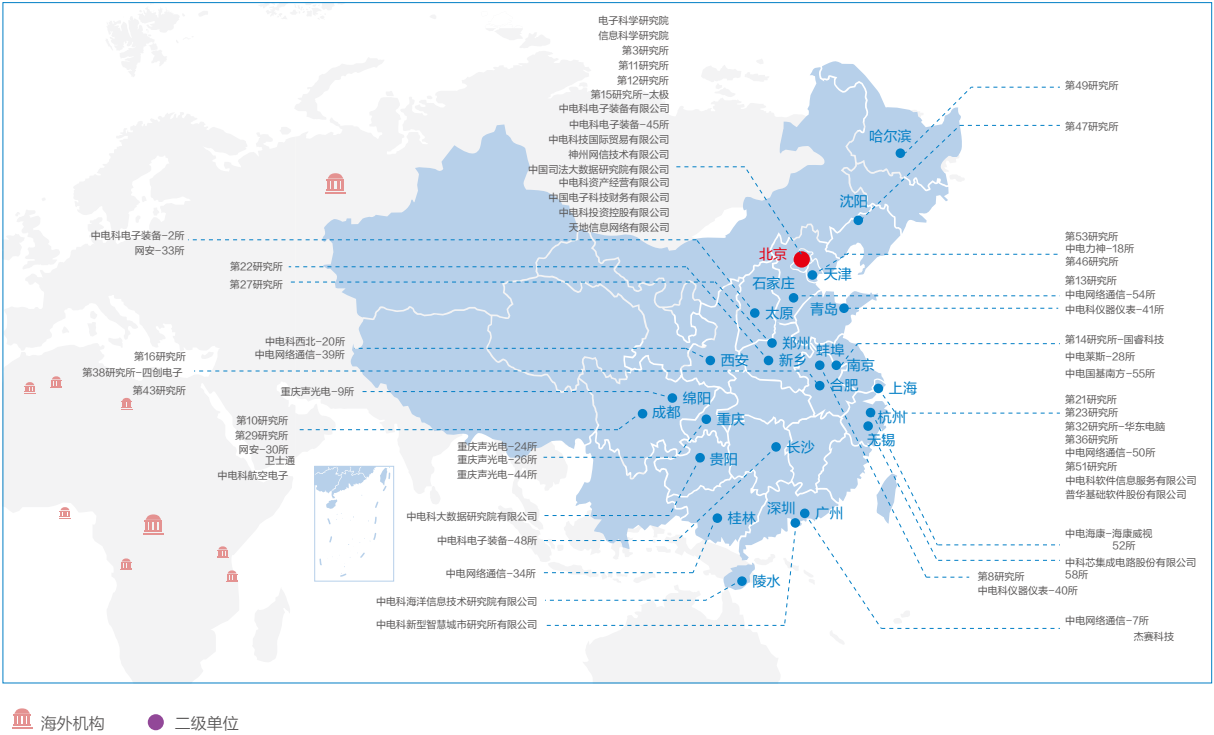 电子科学研究院
信息科学研究院
第3研究所
第11研究所
第12研究所
第15研究所-太极
中电科电子装备有限公司
中电科电子装备-45所
中电科技国际贸易有限公司
神州网信技术有限公司
中国司法大数据研究院有限公司
中电科资产经营有限公司
中国电子科技财务有限公司
中电科投资控股有限公司
天地信息网络有限公司
中电科电子装备-2所
网安-33所
第22研究所
第27研究所
中电科西北-20所
中电网络通信-39所
第16研究所
第38研究所-四创电子
第43研究所
重庆声光电-9所
第10研究所
第29研究所
网安-30所
卫士通
中电科航空电子
重庆声光电-24所
重庆声光电-26所
重庆声光电-44所
中电科大数据研究院有限公司
中电科电子装备-48所
中电网络通信-34所
中电科海洋信息技术研究院有限公司
中电科新型智慧城市研究所有限公司
哈尔滨
沈阳
北京
天津
石家庄
太原
青岛
郑州
新乡
西安
蚌埠
南京
合肥
上海
绵阳
成都
重庆
杭州
无锡
长沙
贵阳
桂林
深圳
广州
陵水
第49研究所
第47研究所
第53研究所
中电力神-18所
第46研究所
第13研究所
中电网络通信-54所
中电科仪器仪表-41所
第14研究所-国睿科技
中电莱斯-28所
中电国基南方-55所
第21研究所
第23研究所
第32研究所-华东电脑
第36研究所
中电网络通信-50所
第51研究所
中电科软件信息服务有限公司
普华基础软件股份有限公司
中电海康-海康威视
52所
中科芯集成电路股份有限公司
58所
第8研究所
中电科仪器仪表-40所
中电网络通信-7所
杰赛科技
海外机构
二级单位